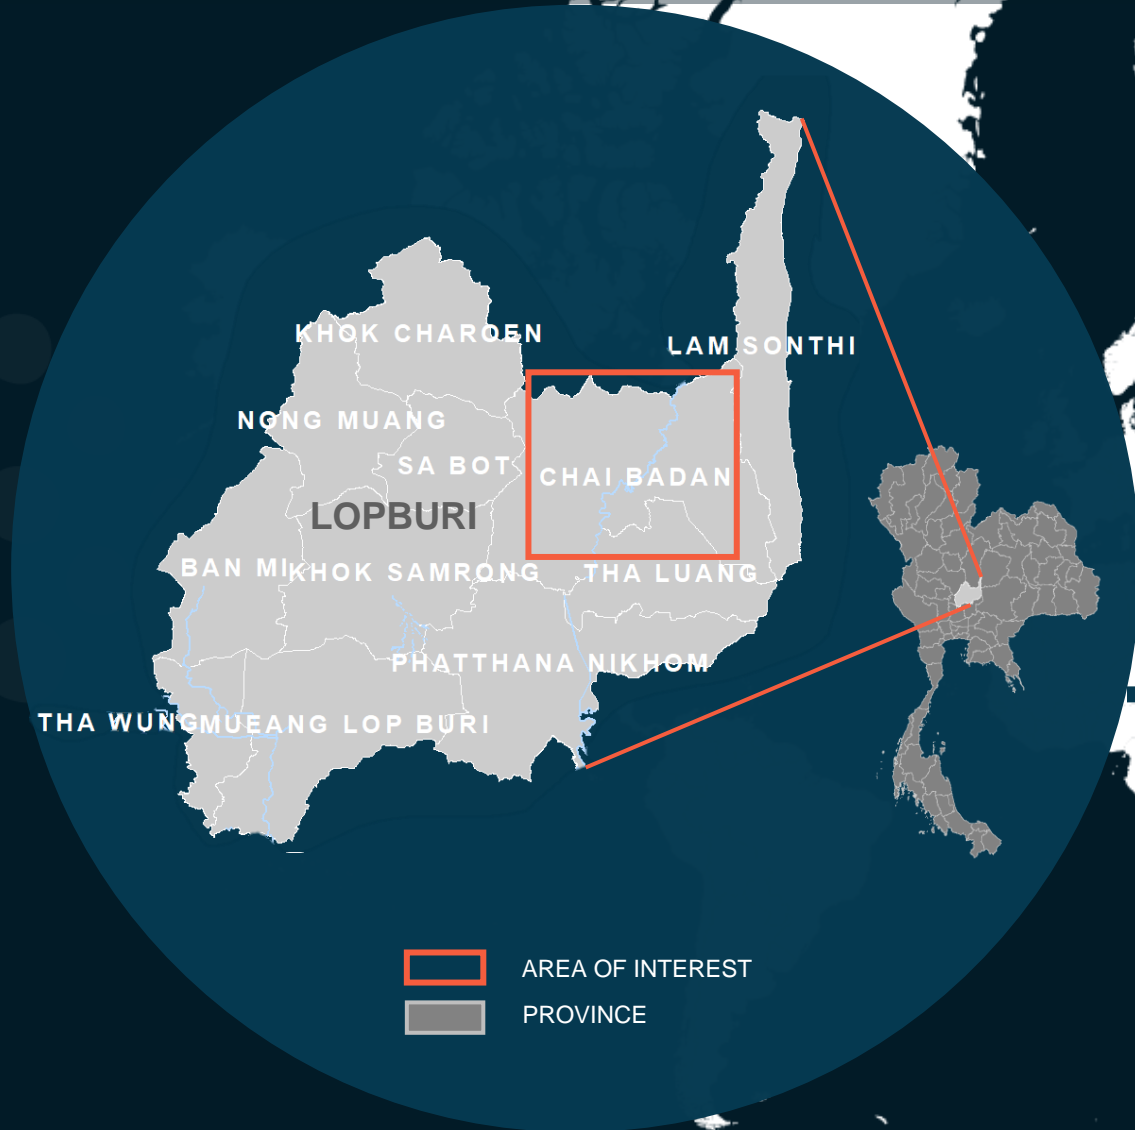 KHOK CHAROEN
LAM SONTHI
NONG MUANG
SA BOT
CHAI BADAN
LOPBURI
BAN MI
KHOK SAMRONG
THA LUANG
PHATTHANA NIKHOM
THA WUNG
MUEANG LOP BURI
AREA OF INTEREST
PROVINCE